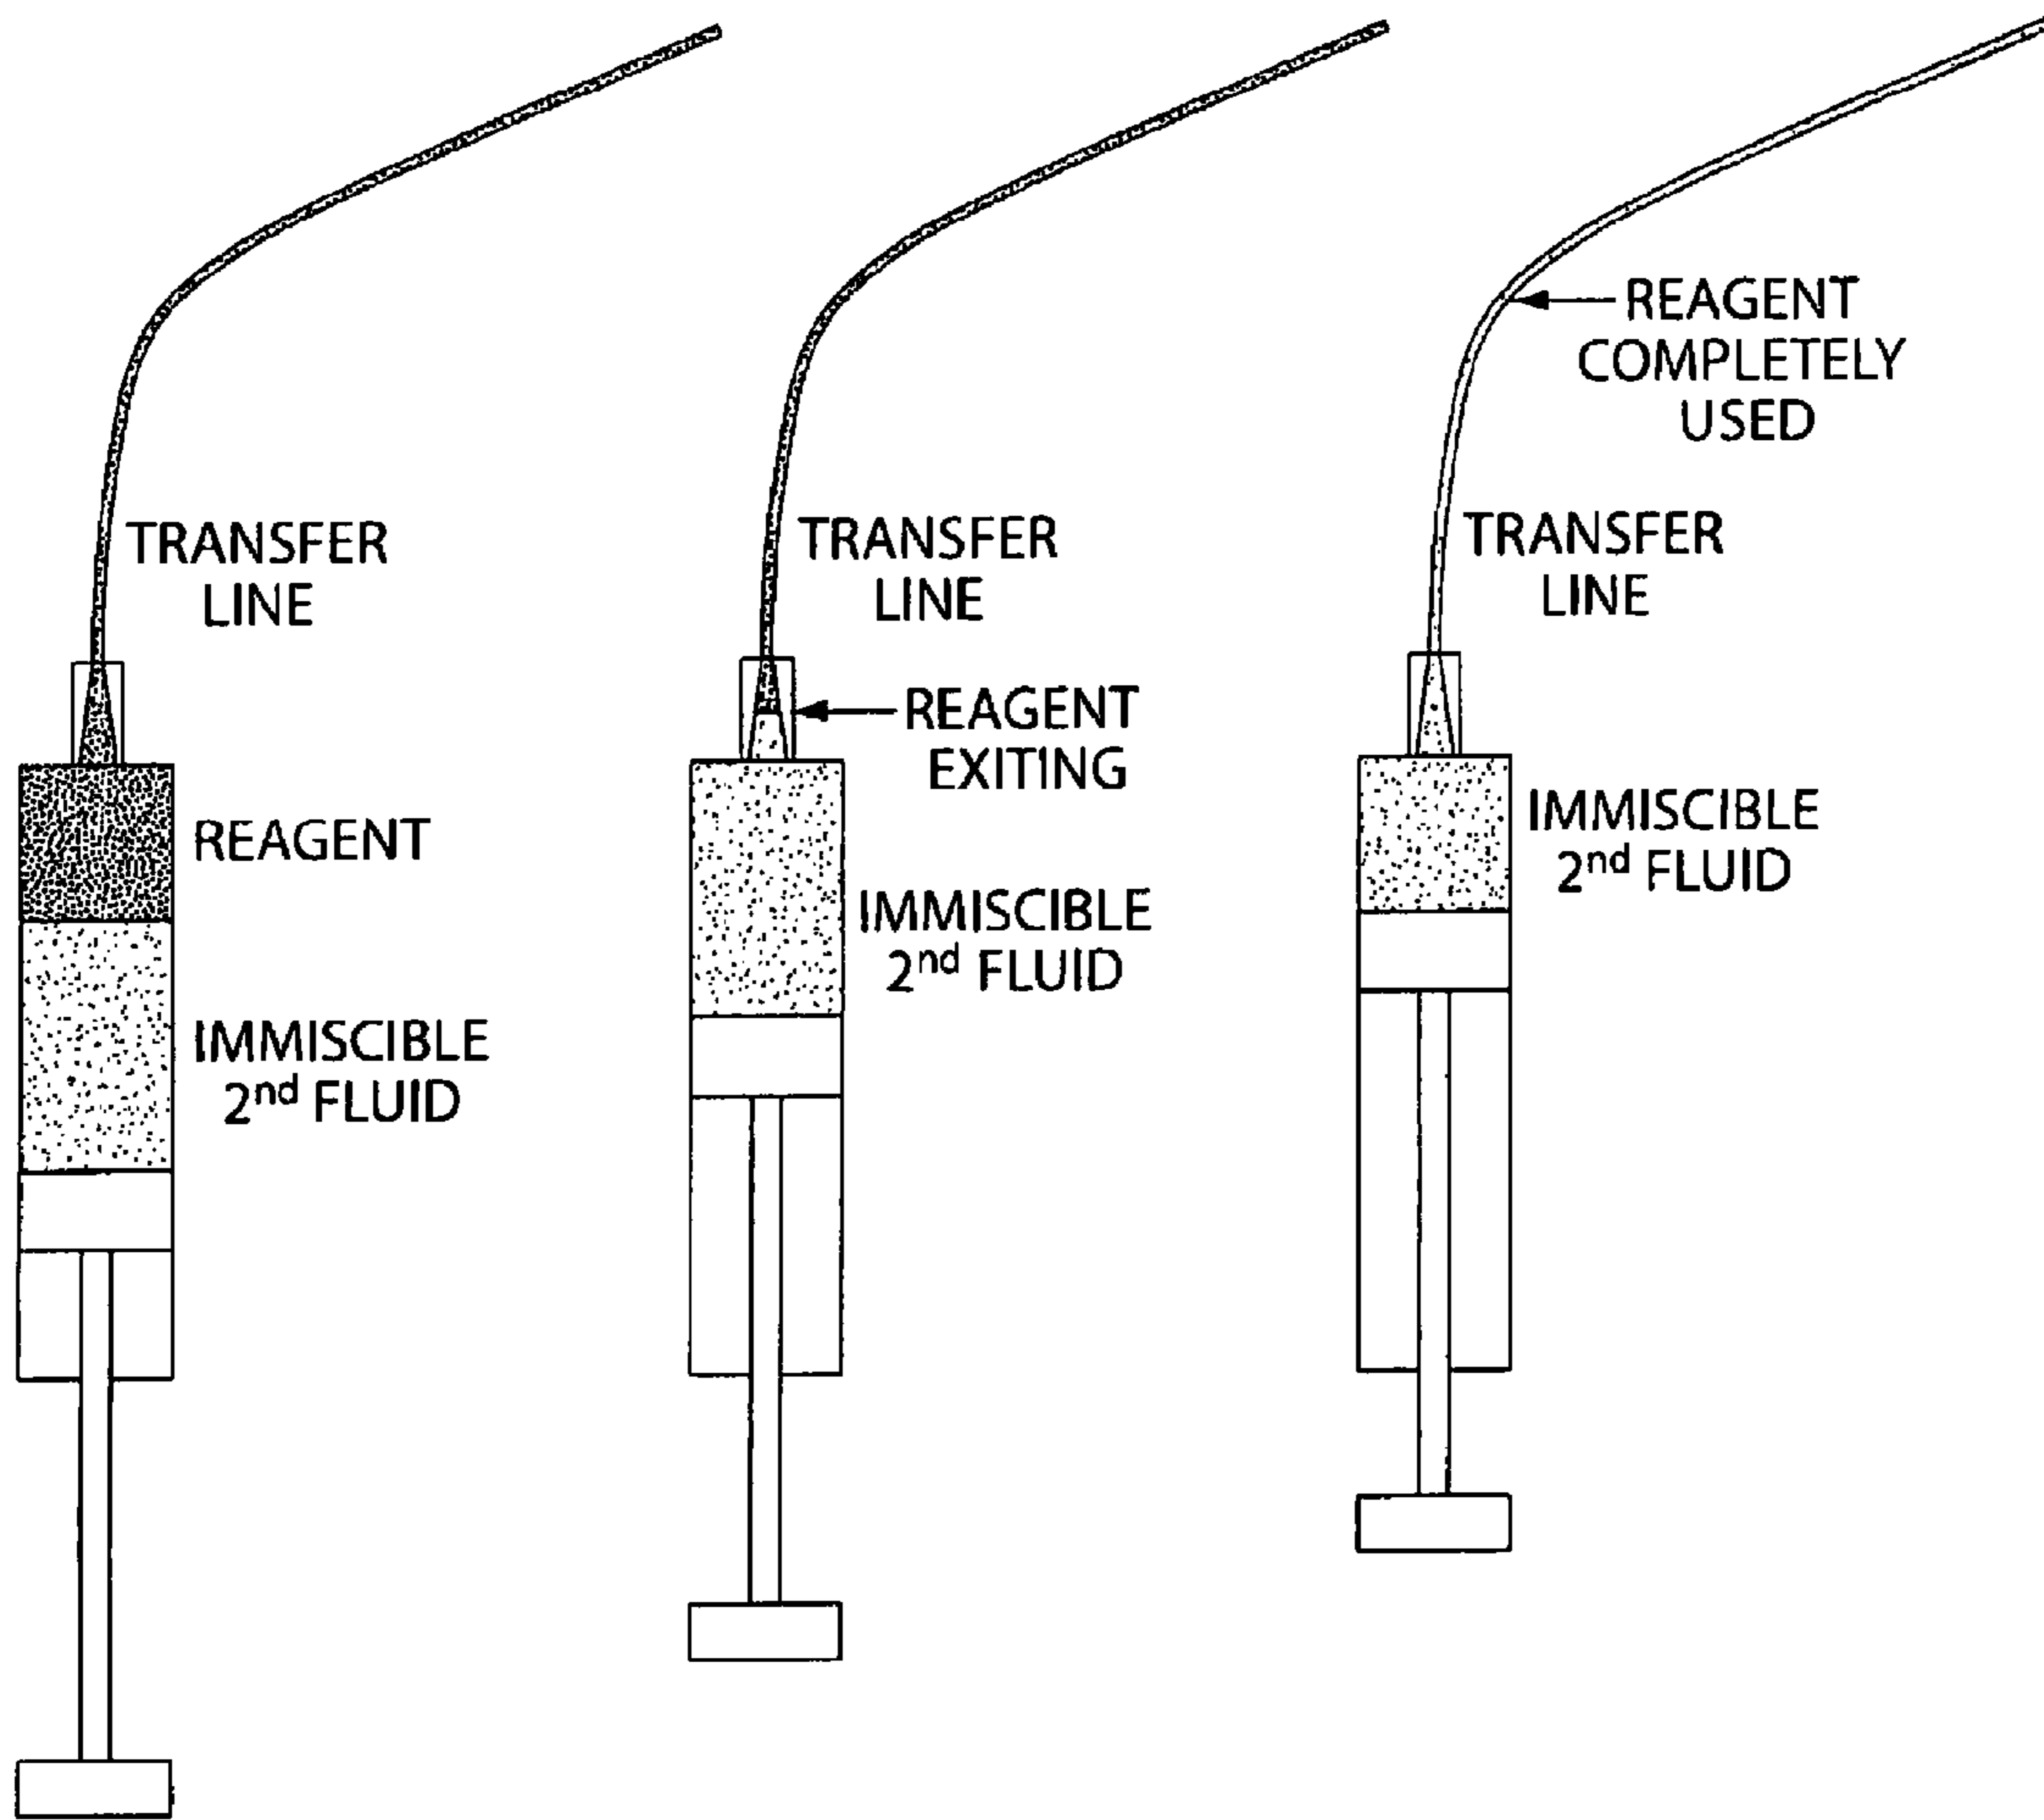 TRANSFER
LINE
REAGENT
IMMISCIBLE
2nd FLUID
TRANSFER
LINE
REAGENT
EXITING
IMMISCIBLE
2nd FLUID
REAGENT
COMPLETELY
USED
TRANSFER
LINE
IMMISCIBLE
2nd FLUID